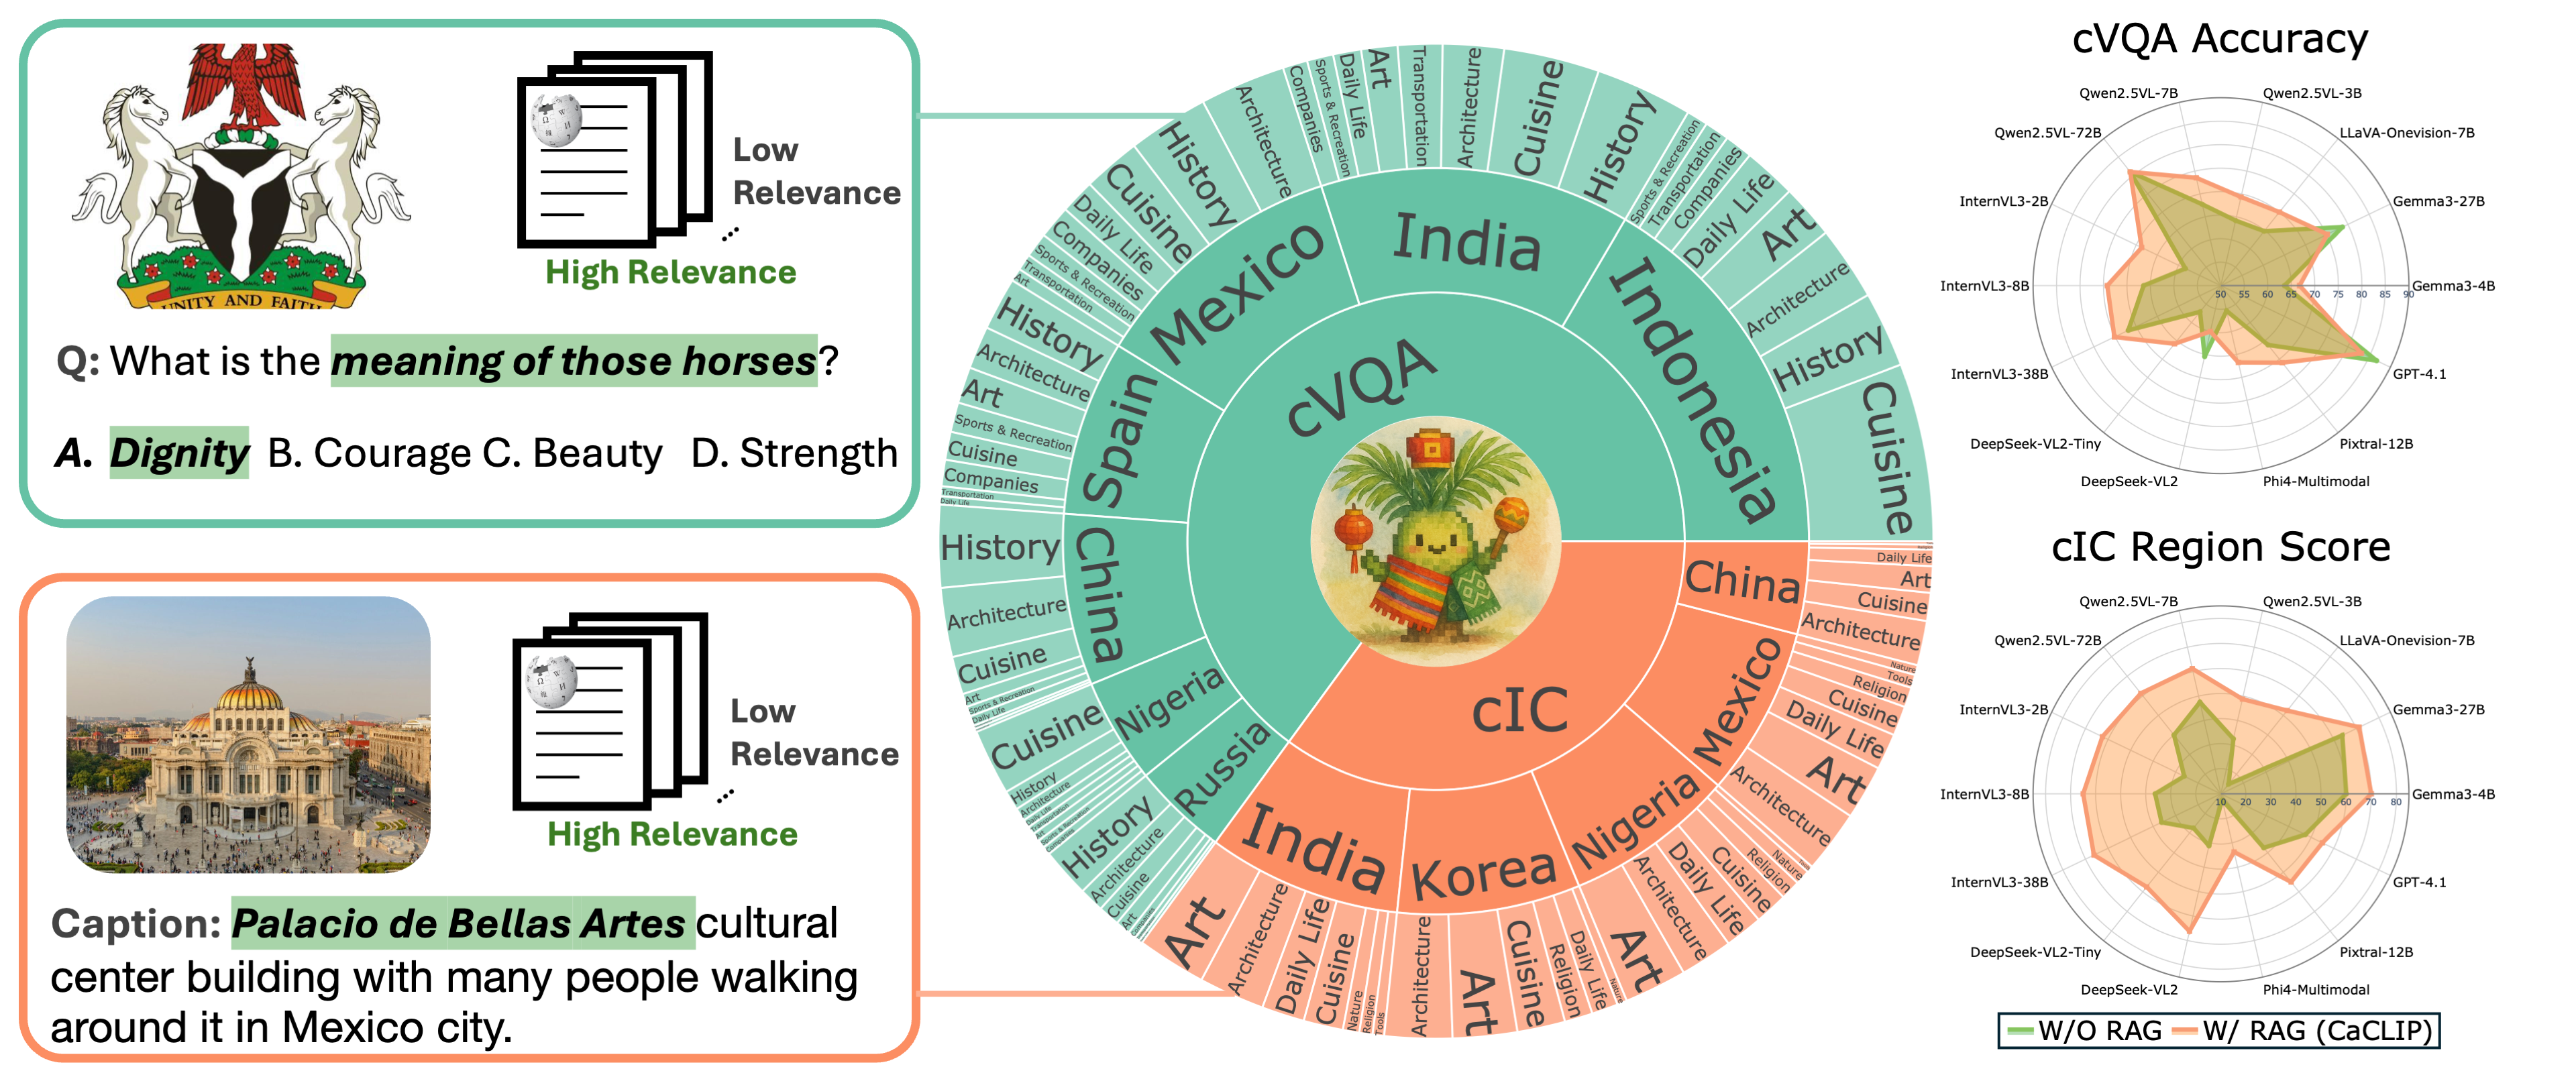 UNITY AND FAITH
Low
Relevance
High Relevance
Q: What is the meaning of those horses?
A. Dignity B. Courage C. Beauty D. Strength
Low
Relevance
High Relevance
Caption: Palacio de Bellas Artes cultural
center building with many people walking
around it in Mexico city.
cVQA
Indonesia
Cuisine
History
Architecture
Art
Daily Life
Companies
Transportation
Sports & Recreation
India
History
Cuisine
Architecture
Transportation
Art
Daily Life
Sports & Recreation
Companies
Mexico
Architecture
History
Cuisine
Daily Life
Companies
Sports & Recreation
Transportation
Art
Spain
History
Architecture
Art
Sports & Recreation
Cuisine
Companies
Transportation
Daily Life
China
History
Architecture
Cuisine
Art
Sports & Recreation
Daily Life
Nigeria
Cuisine
History
Architecture
Daily Life
Transportation
Art
Sports & Recreation
Companies
Russia
History
Architecture
Cuisine
Art
Companies
cIC
China
Daily Life
Art
Cuisine
Architecture
Mexico
Nature
Tools
Religion
Cuisine
Daily Life
Art
Architecture
Nigeria
Nature
Religion
Cuisine
Daily Life
Architecture
Art
Korea
Nature
Daily Life
Religion
Cuisine
Art
Architecture
India
Tools
Religion
Nature
Cuisine
Daily Life
Architecture
Art
cVQA Accuracy
Qwen2.5VL-7B
Qwen2.5VL-3B
Qwen2.5VL-72B
LLaVA-Onevision-7B
InternVL3-2B
Gemma3-27B
InternVL3-8B
50 55 60 65 70 75 80 85 90
Gemma3-4B
InternVL3-38B
GPT-4.1
DeepSeek-VL2-Tiny
Pixtral-12B
DeepSeek-VL2
Phi4-Multimodal
cIC Region Score
Qwen2.5VL-7B
Qwen2.5VL-3B
Qwen2.5VL-72B
LLaVA-Onevision-7B
InternVL3-2B
Gemma3-27B
InternVL3-8B
10 20 30 40 50 60 70 80
Gemma3-4B
InternVL3-38B
GPT-4.1
DeepSeek-VL2-Tiny
Pixtral-12B
DeepSeek-VL2
Phi4-Multimodal
W/O RAG
W/ RAG (CaCLIP)